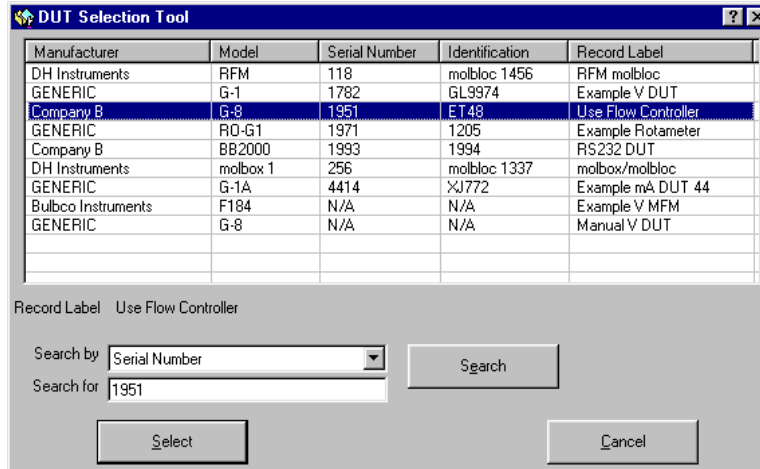 DUT Selection Tool
Manufacturer Model Serial Number Identification Record Label
DH Instruments RFM 118 molbloc 1456 RFM molbloc
GENERIC G-1 1782 GL9974 Example V DUT
Company B G-8 1951 ET48 Use Flow Controller
GENERIC RO-G1 1971 1205 Example Rotameter
Company B BB2000 1993 1994 RS232 DUT
DH Instruments molbox 1 256 molbloc 1337 molbox/molbloc
GENERIC G-1A 4414 XJ772 Example mA DUT 44
Bulbco Instruments F184 N/A N/A Example V MFM
GENERIC G-8 N/A N/A Manual V DUT
Record Label Use Flow Controller
Search by Serial Number
Search
Search for 1951
Select Cancel